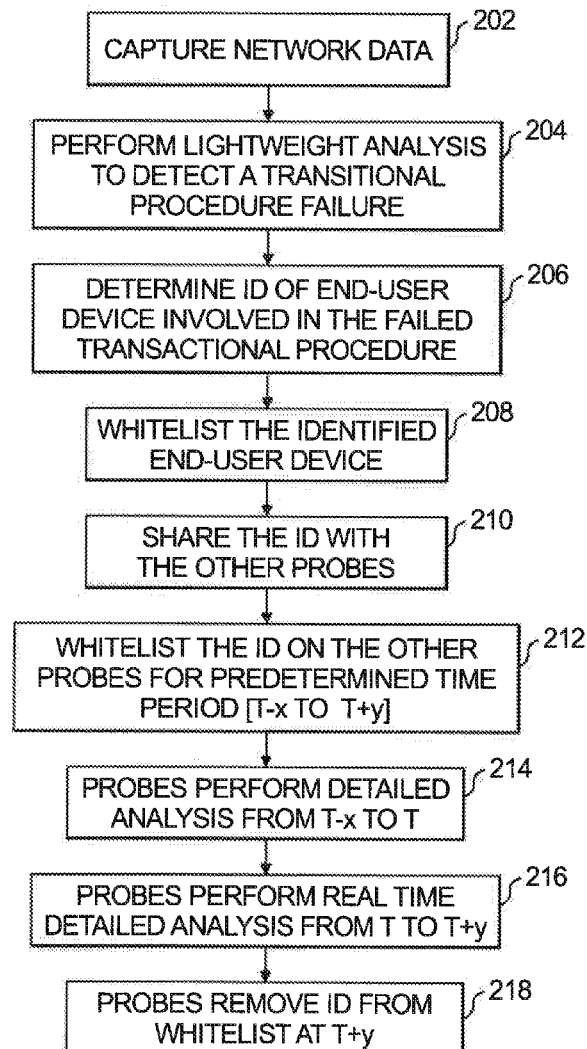 CAPTURE NETWORK DATA
202
PERFORM LIGHTWEIGHT ANALYSIS
TO DETECT A TRANSITIONAL
PROCEDURE FAILURE
204
DETERMINE ID OF END-USER
DEVICE INVOLVED IN THE FAILED
TRANSACTIONAL PROCEDURE
206
WHITELIST THE IDENTIFIED
END-USER DEVICE
208
SHARE THE ID WITH
THE OTHER PROBES
210
WHITELIST THE ID ON THE OTHER
PROBES FOR PREDETERMINED TIME
PERIOD [T-x TO T+y]
212
PROBES PERFORM DETAILED
ANALYSIS FROM T-x TO T
214
PROBES PERFORM REAL TIME
DETAILED ANALYSIS FROM T TO T+y
216
PROBES REMOVE ID FROM
WHITELIST AT T+y
218